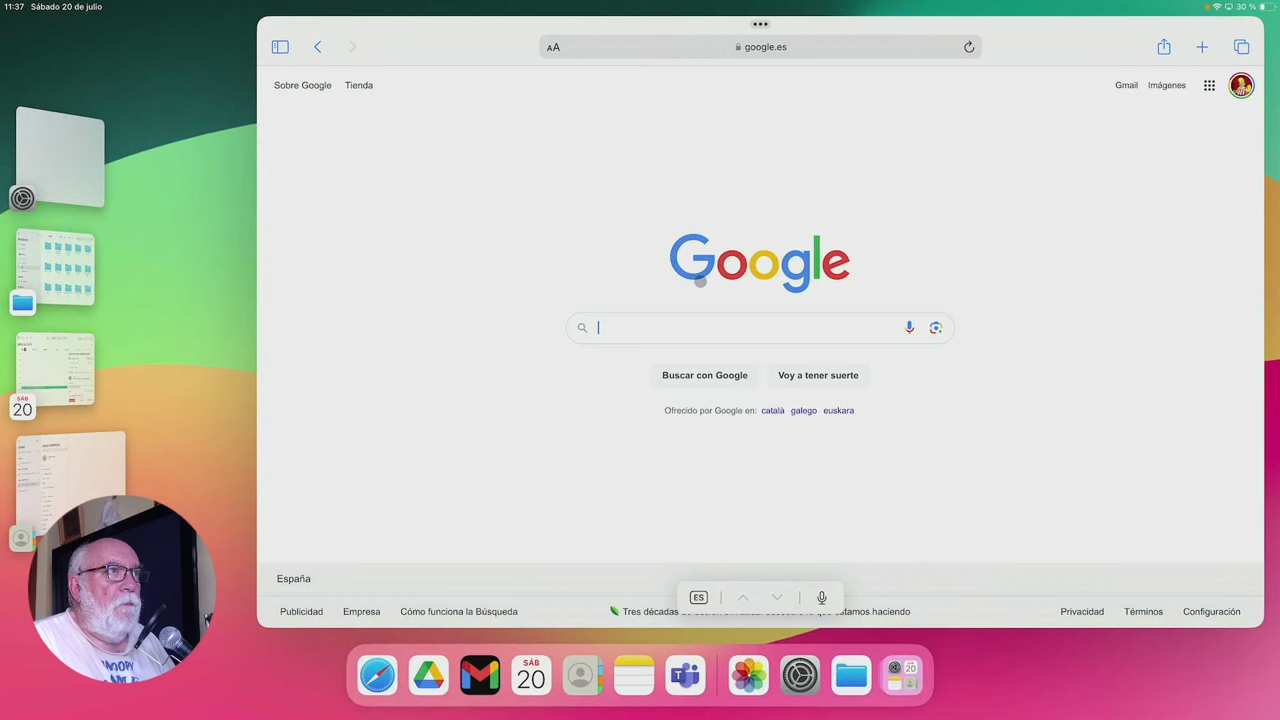 11:37 Sábado 20 de julio
30 %
AA
google.es
Sobre Google Tienda
Gmail Imágenes
Google
Buscar con Google Voy a tener suerte
Ofrecido por Google en: català galego euskara
España
ES
Publicidad Empresa Cómo funciona la Búsqueda
Tres décadas
estamos haciendo
Privacidad Términos Configuración
SÁB
20
SÁB
20
T
20